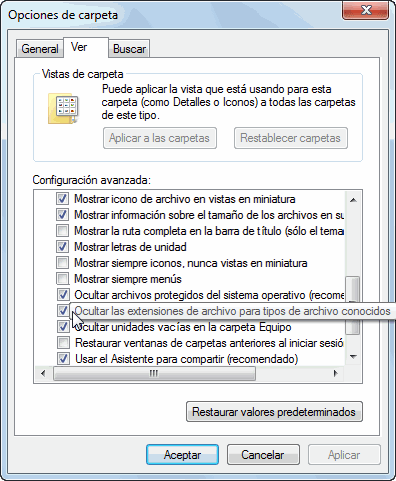 Opciones de carpeta
General
Ver
Buscar
Vistas de carpeta
Puede aplicar la vista que está usando para esta
carpeta (como Detalles o Iconos) a todas las carpetas
de este tipo.
Aplicar a las carpetas
Restablecer carpetas
Configuración avanzada:
Mostrar icono de archivo en vistas en miniatura
Mostrar información sobre el tamaño de los archivos en su
Mostrar la ruta completa en la barra de título (sólo el tema
Mostrar letras de unidad
Mostrar siempre iconos, nunca vistas en miniatura
Mostrar siempre menús
Ocultar archivos protegidos del sistema operativo (recome
Ocultar las extensiones de archivo para tipos de archivo conocidos
Ocultar unidades vacías en la carpeta Equipo
Restaurar ventanas de carpetas anteriores al iniciar sesió
Usar el Asistente para compartir (recomendado)
Restaurar valores predeterminados
Aceptar
Cancelar
Aplicar